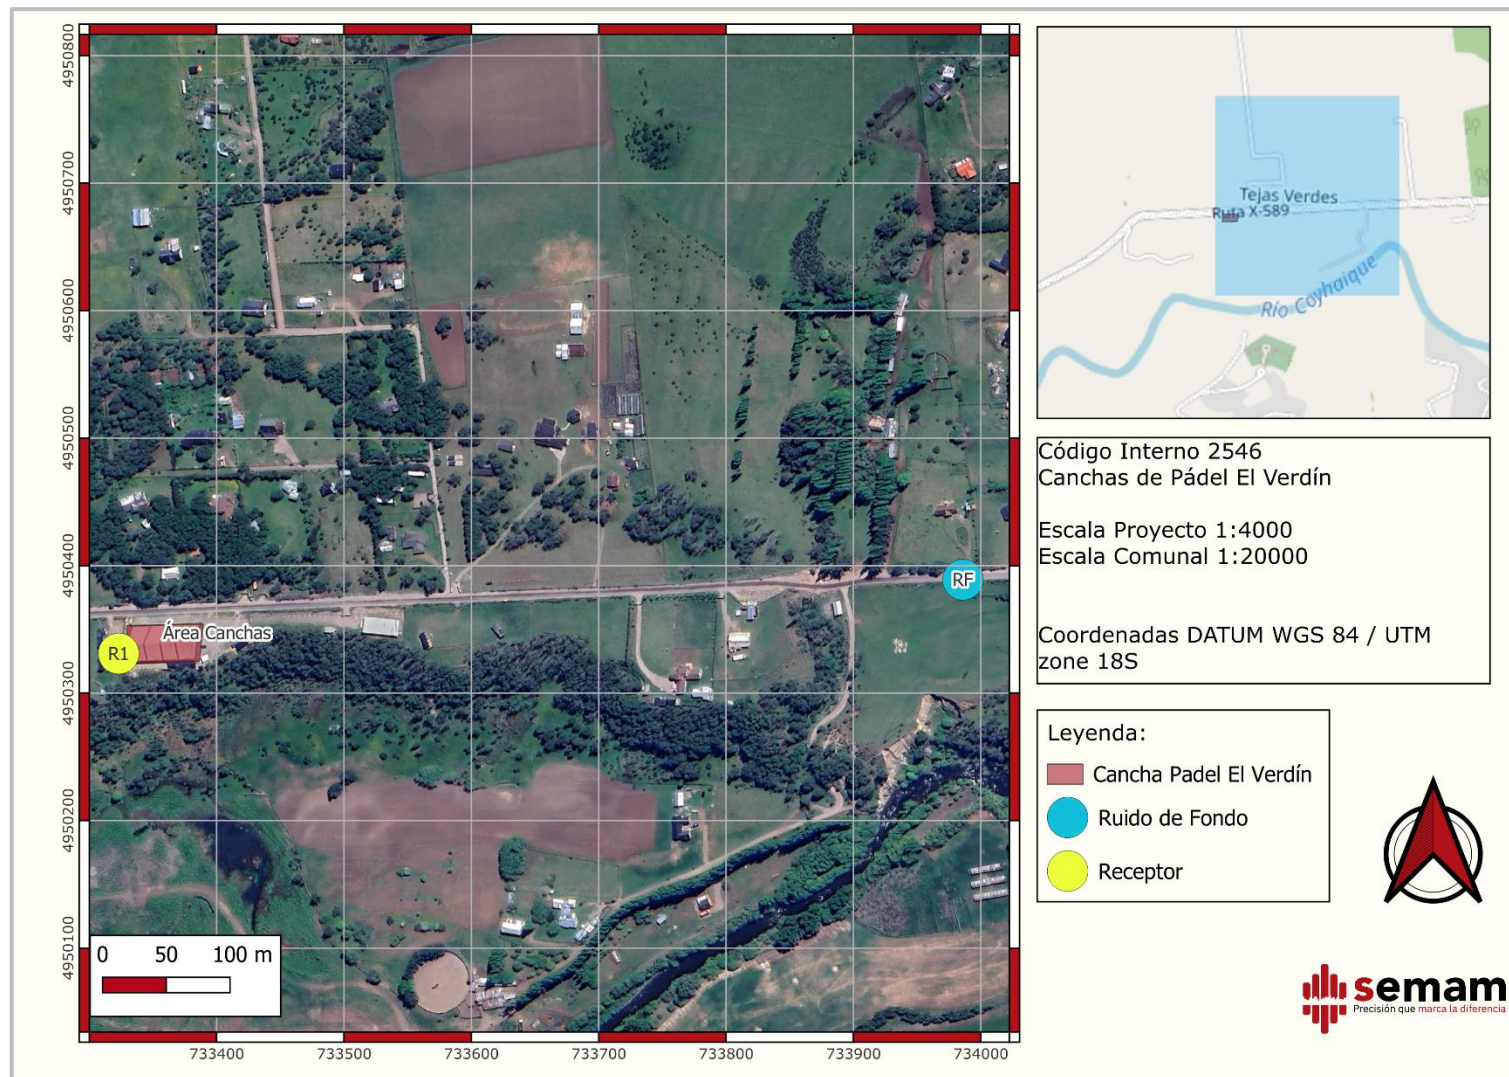 4950800
4950700
4950600
4950500
4950400
4950300
4950200
4950100
733400
733500
733600
733700
733800
733900
734000
RF
Área Canchas
R1
0 50 100 m
Tejas Verdes
Ruta X-589
Río Coyhaique
Código Interno 2546
Canchas de Pádel El Verdín
Escala Proyecto 1:4000
Escala Comunal 1:20000
Coordenadas DATUM WGS 84 / UTM
zone 18S
Leyenda:
Cancha Padel El Verdín
Ruido de Fondo
Receptor
semam
Precisión que marca la diferencia